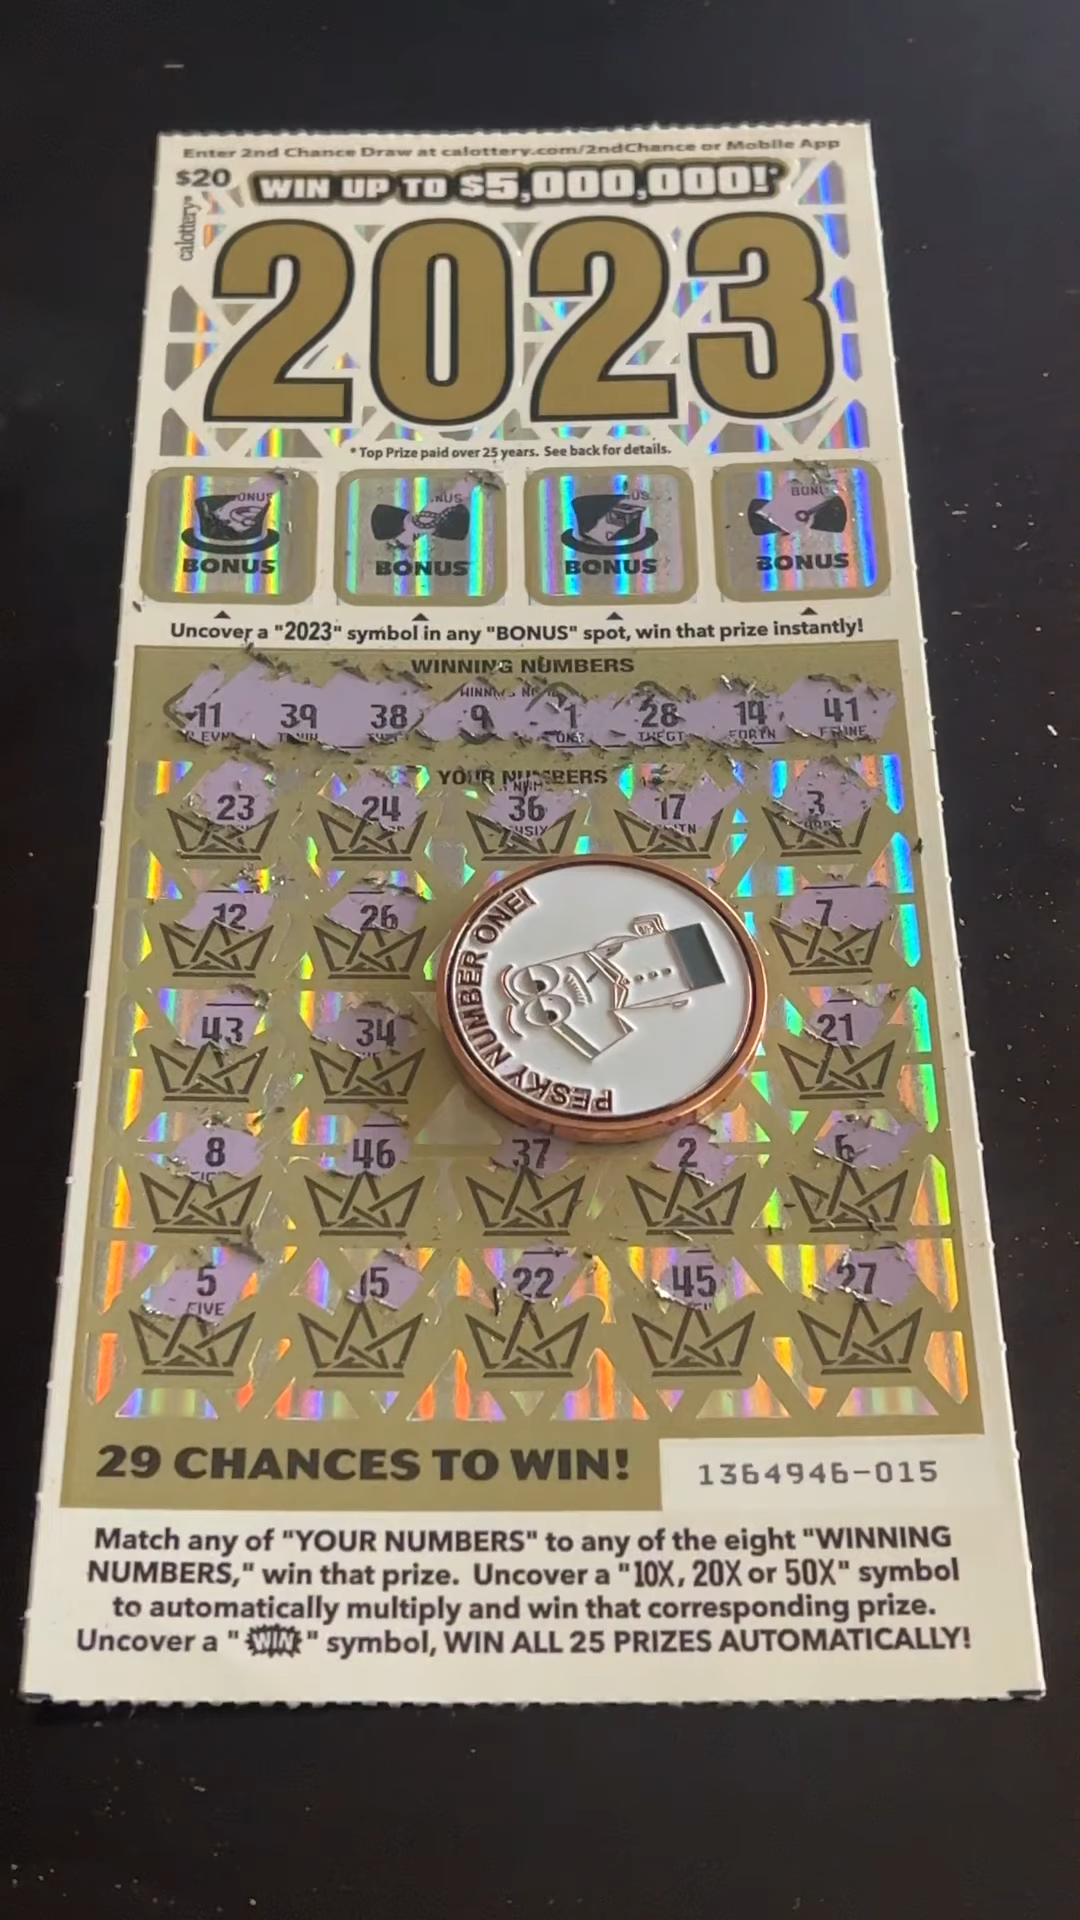 Enter 2nd Chance Draw at calottery.com/2ndChance or Mobile App
$20 WIN UP TO $5,000,000!*
calottery
2023
* Top Prize paid over 25 years. See back for details.
BONUS BONUS BONUS BONUS
Uncover a "2023" symbol in any "BONUS" spot, win that prize instantly!
WINNING NUMBERS
11 39 38 9 1 28 14 41
YOUR NUMBERS
23 24 36 17 3
12 26 7
43 34 21
PESKY NUMBER ONE!
8 46 37 2 6
5 15 22 45 27
FIVE
29 CHANCES TO WIN!
1364946-015
Match any of "YOUR NUMBERS" to any of the eight "WINNING
NUMBERS," win that prize. Uncover a "10X, 20X or 50X" symbol
to automatically multiply and win that corresponding prize.
Uncover a "WIN" symbol, WIN ALL 25 PRIZES AUTOMATICALLY!